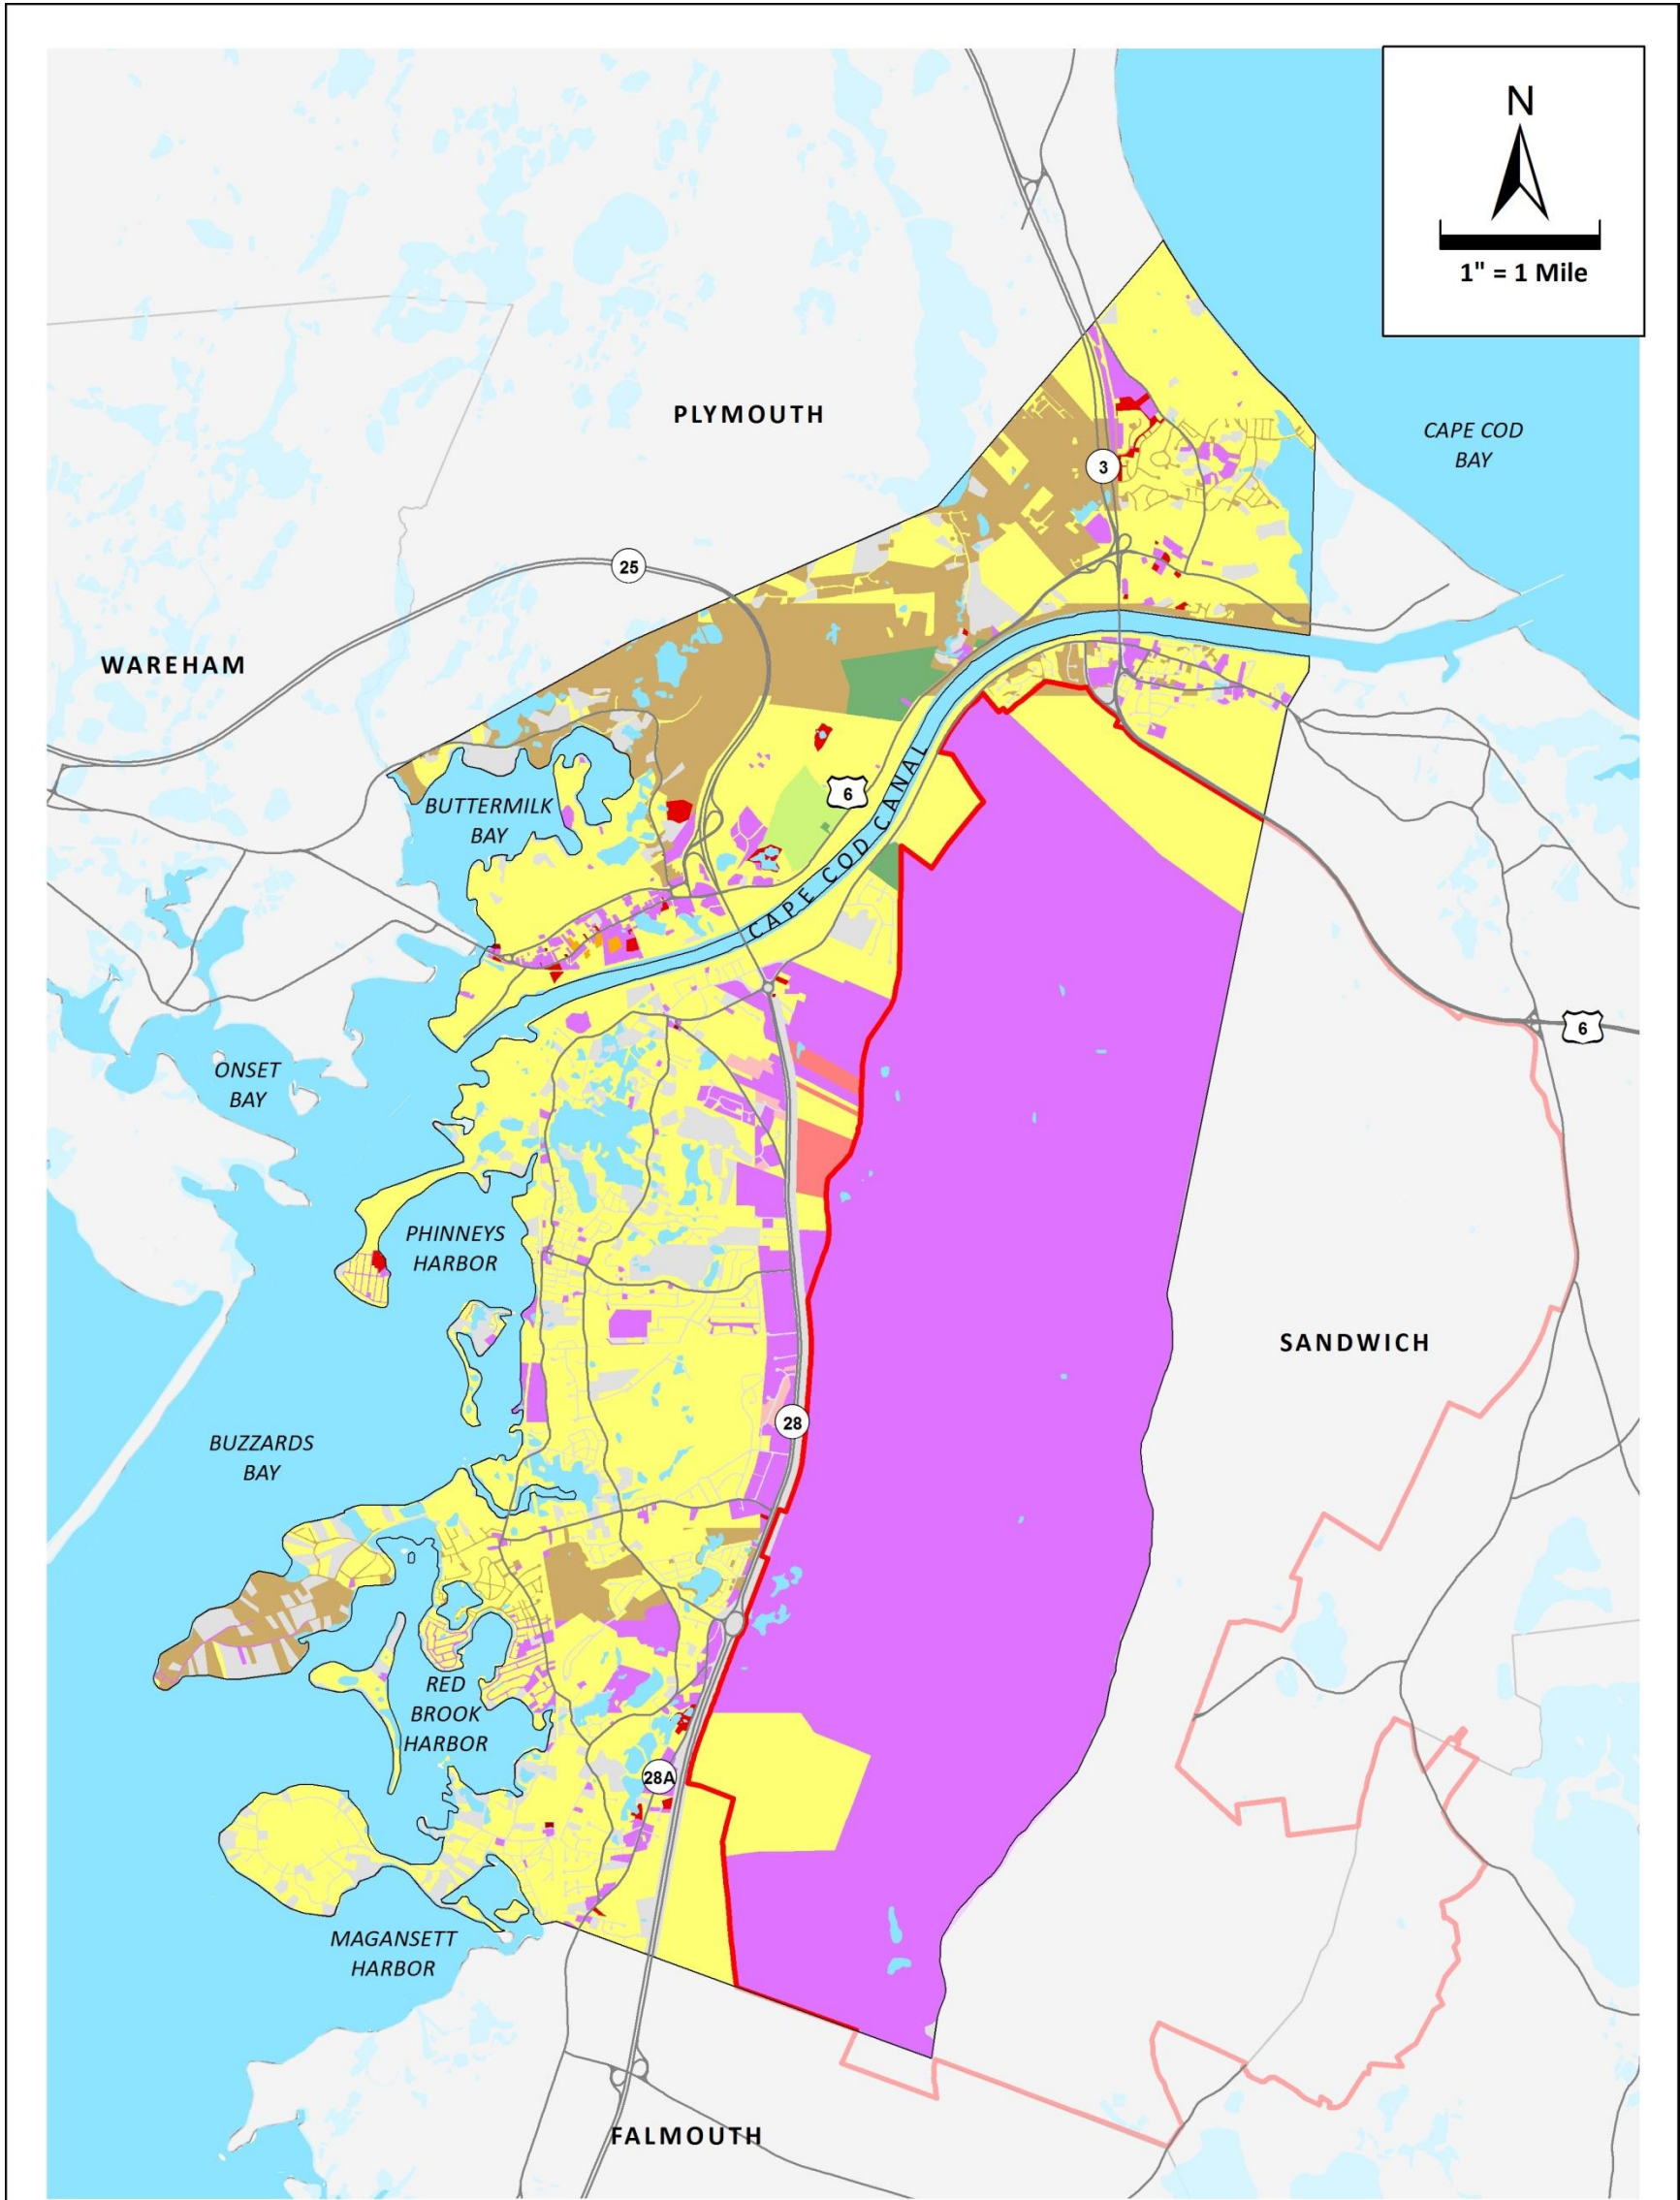 N
1" = 1 Mile
PLYMOUTH
CAPE COD
BAY
3
25
WAREHAM
6
BUTTERMILK
BAY
CAPE COD CANAL
6
ONSET
BAY
PHINNEYS
HARBOR
SANDWICH
28
BUZZARDS
BAY
RED
BROOK
HARBOR
28A
MAGANSETT
HARBOR
FALMOUTH